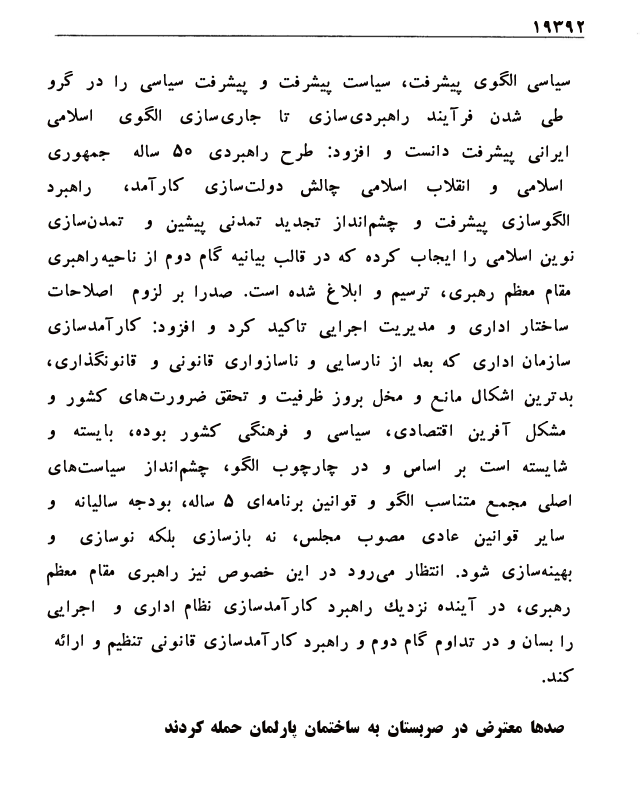 ۱۹۳۹۲
سیاسی الگوی پیشرفت، سیاست پیشرفت و پیشرفت سیاسی را در گرو
طی شدن فرآیند راهبردی‌سازی تا جاری‌سازی الگوی اسلامی
ایرانی پیشرفت دانست و افزود: طرح راهبردی ۵۰ ساله جمهوری
اسلامی و انقلاب اسلامی چالش دولت‌سازی کارآمد، راهبرد
الگوسازی پیشرفت و چشم‌انداز تجدید تمدنی پیشین و تمدن‌سازی
نوین اسلامی را ایجاب کرده که در قالب بیانیه گام دوم از ناحیه راهبری
مقام معظم رهبری، ترسیم و ابلاغ شده است. صدرا بر لزوم اصلاحات
ساختار اداری و مدیریت اجرایی تاکید کرد و افزود: کارآمدسازی
سازمان اداری که بعد از نارسایی و ناسازواری قانونی و قانونگذاری،
بدترین اشکال مانع و مخل بروز ظرفیت و تحقق ضرورت‌های کشور و
مشکل آفرین اقتصادی، سیاسی و فرهنگی کشور بوده، بایسته و
شایسته است بر اساس و در چارچوب الگو، چشم‌انداز سیاست‌های
اصلی مجمع متناسب الگو و قوانین برنامه‌ای ۵ ساله، بودجه سالیانه و
سایر قوانین عادی مصوب مجلس، نه بازسازی بلکه نوسازی و
بهینه‌سازی شود. انتظار می‌رود در این خصوص نیز راهبری مقام معظم
رهبری، در آینده نزدیك راهبرد کارآمدسازی نظام اداری و اجرایی
را بسان و در تداوم گام دوم و راهبرد کارآمدسازی قانونی تنظیم و ارائه
کند.
صدها معترض در صربستان به ساختمان پارلمان حمله کردند